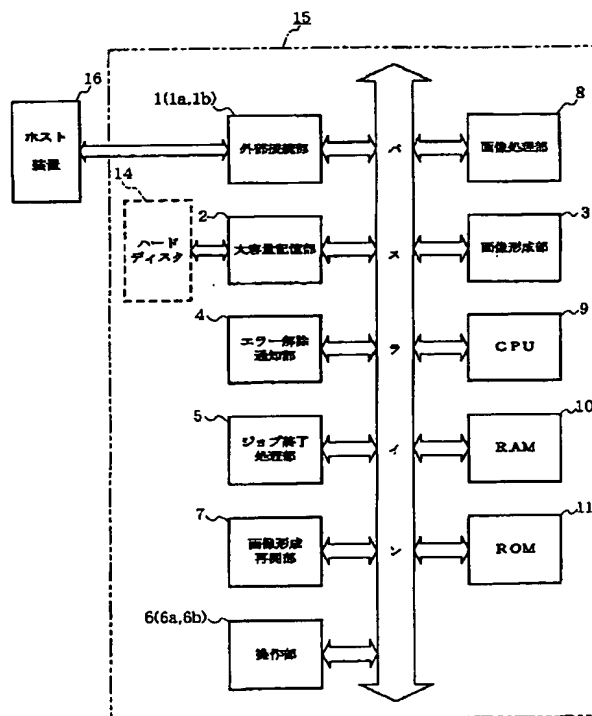 15
16
ホスト
装置
1(1a,1b)
外部接続部
8
画像処理部
14
ハード
ディスク
2
大容量記憶部
3
画像形成部
4
エラー解除
通知部
9
CPU
5
ジョブ終了
処理部
10
RAM
7
画像形成
再開部
11
ROM
6(6a,6b)
操作部
バスライン